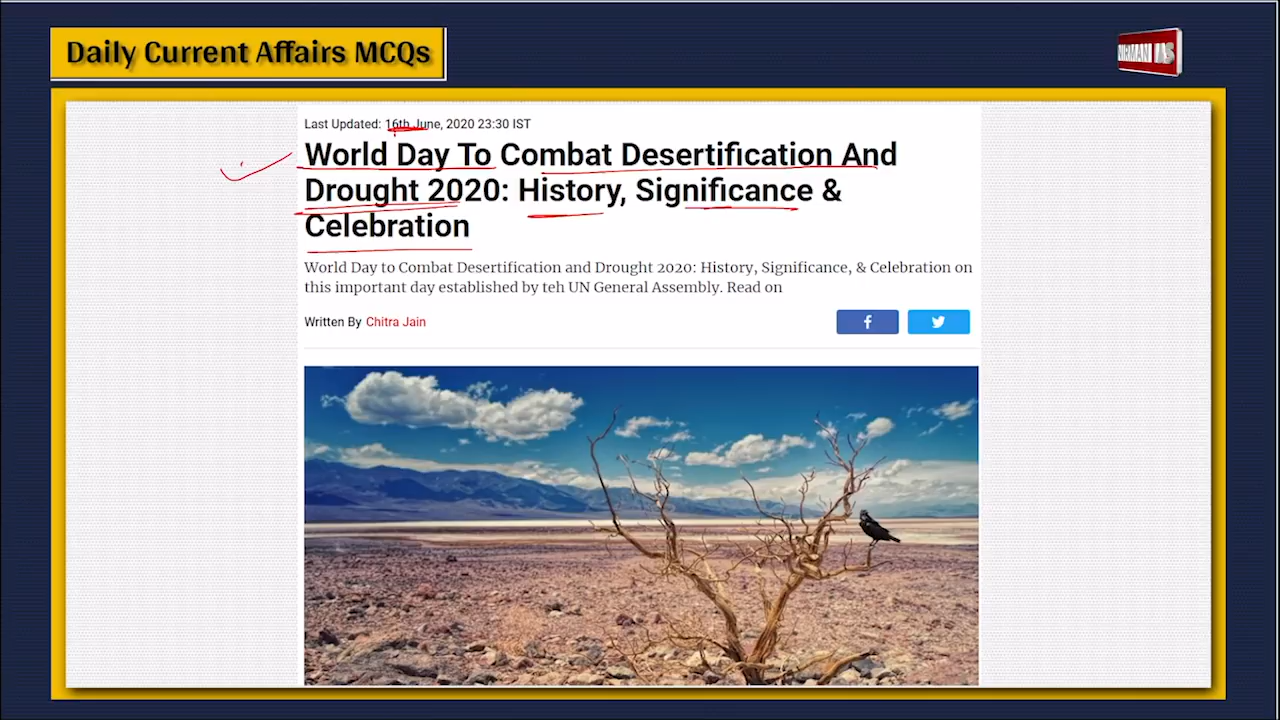 Daily Current Affairs MCQs
NIRMAN IAS
Last Updated: 16th June, 2020 23:30 IST
World Day To Combat Desertification And
Drought 2020: History, Significance &
Celebration
World Day to Combat Desertification and Drought 2020: History, Significance, & Celebration on
this important day established by teh UN General Assembly. Read on
Written By Chitra Jain